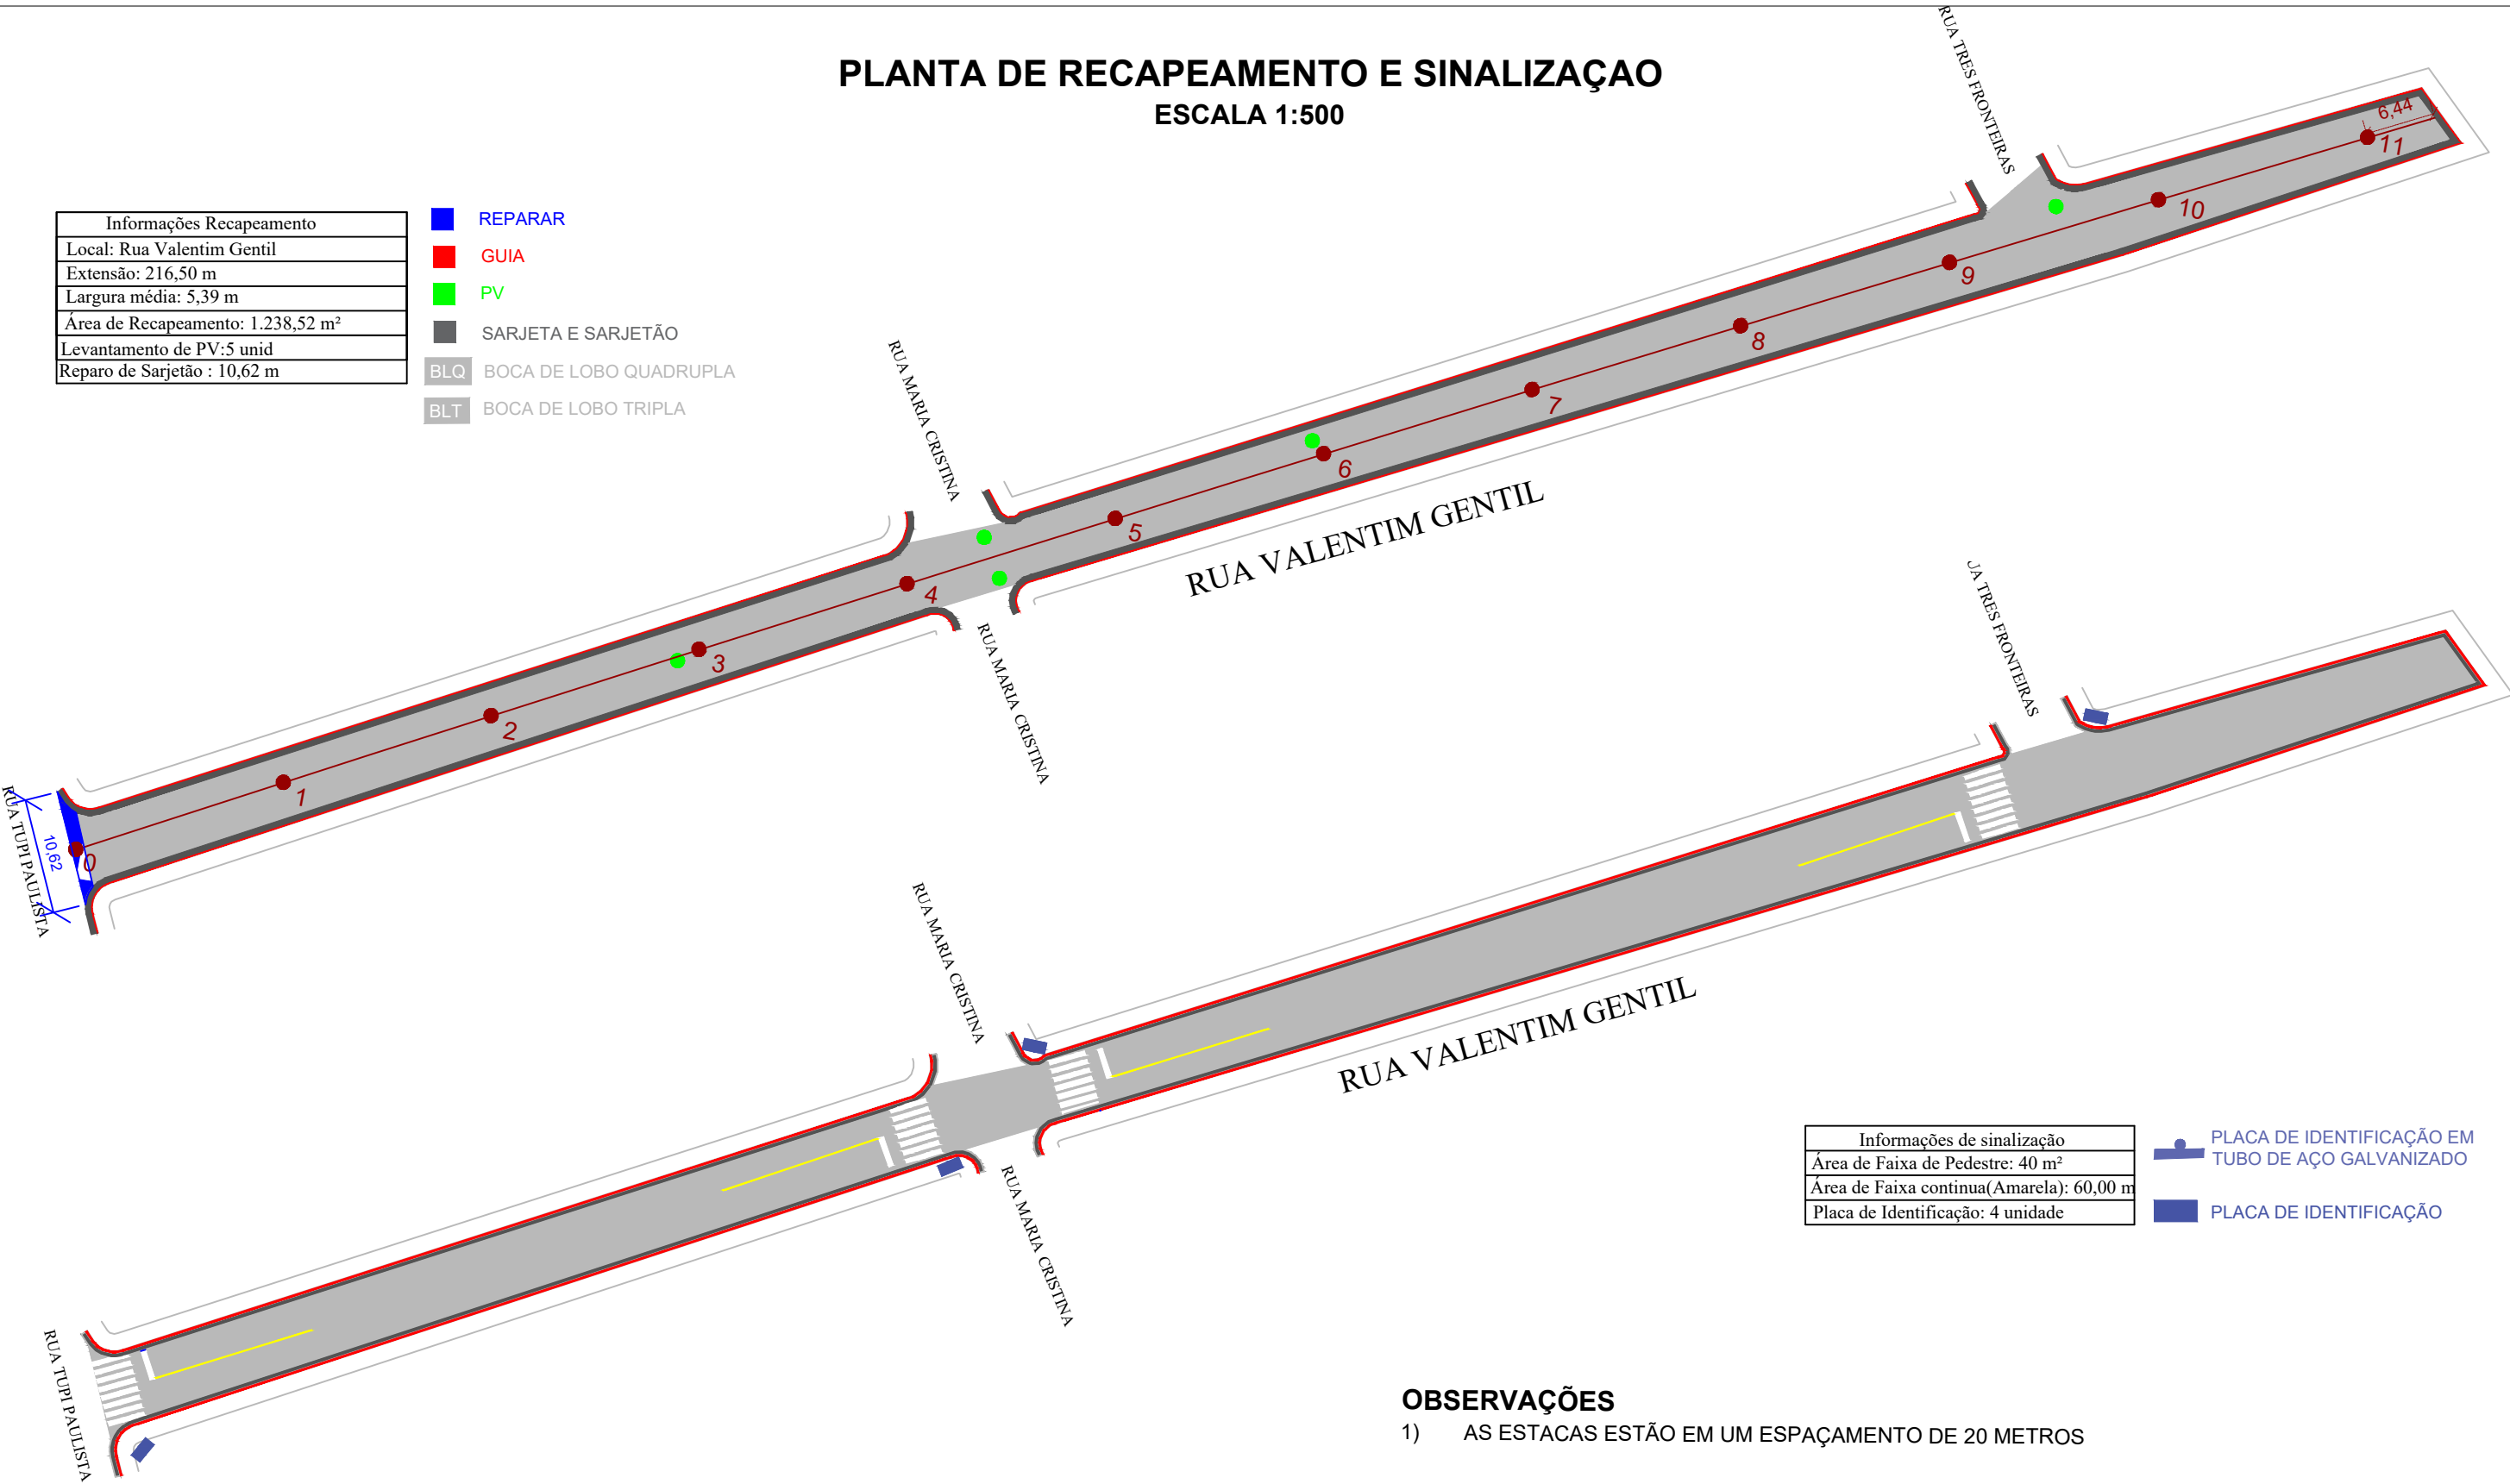 PLANTA DE RECAPEAMENTO E SINALIZAÇAO
ESCALA 1:500
Informações Recapeamento
Local: Rua Valentim Gentil
Extensão: 216,50 m
Largura média: 5,39 m
Área de Recapeamento: 1.238,52 m²
Levantamento de PV:5 unid
Reparo de Sarjetão : 10,62 m
REPARAR
GUIA
PV
SARJETA E SARJETÃO
BLQ BOCA DE LOBO QUADRUPLA
BLT BOCA DE LOBO TRIPLA
RUA TRES FRONTEIRAS
RUA MARIA CRISTINA
RUA MARIA CRISTINA
RUA TUPI PAULISTA
RUA VALENTIM GENTIL
10,62
0
1
2
3
4
5
6
7
8
9
10
11
6,44
UA TRES FRONTEIRAS
RUA MARIA CRISTINA
RUA MARIA CRISTINA
RUA TUPI PAULISTA
RUA VALENTIM GENTIL
Informações de sinalização
Área de Faixa de Pedestre: 40 m²
Área de Faixa continua(Amarela): 60,00 m
Placa de Identificação: 4 unidade
PLACA DE IDENTIFICAÇÃO EM
TUBO DE AÇO GALVANIZADO
PLACA DE IDENTIFICAÇÃO
OBSERVAÇÕES
1) AS ESTACAS ESTÃO EM UM ESPAÇAMENTO DE 20 METROS